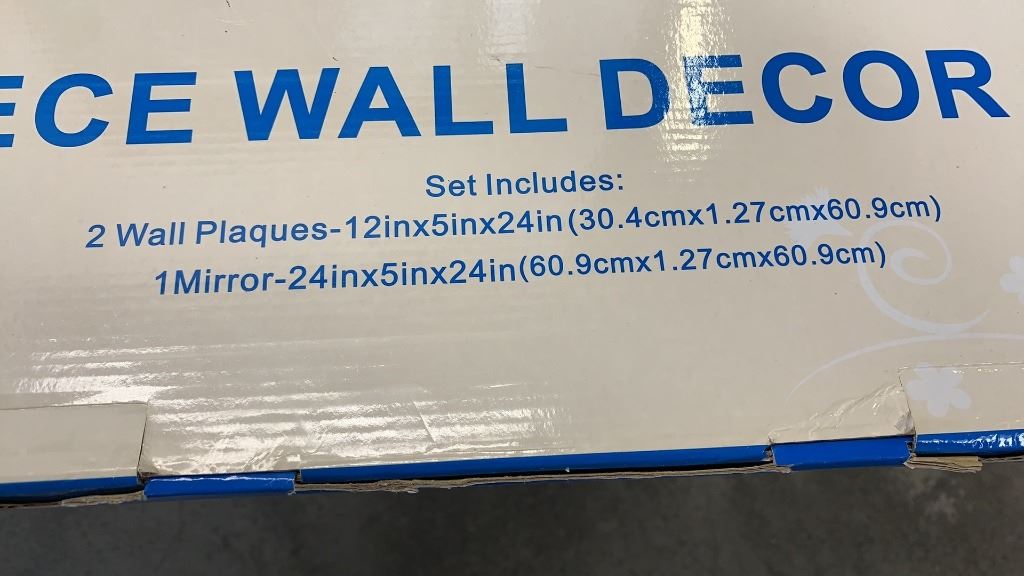 ECE WALL DECOR
Set Includes:
2 Wall Plaques-12inx5inx24in(30.4cmx1.27cmx60.9cm)
1Mirror-24inx5inx24in(60.9cmx1.27cmx60.9cm)